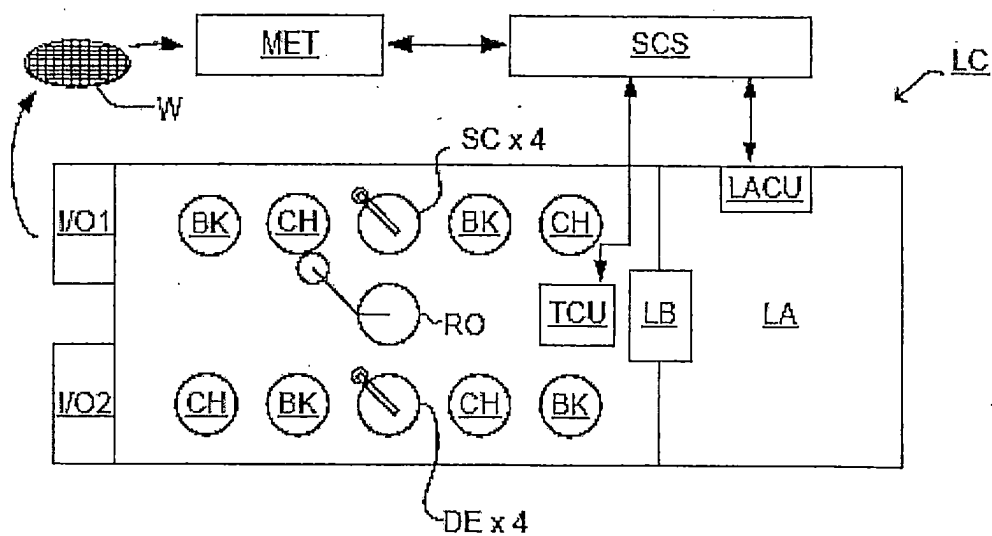 MET
SCS
LC
W
SC x 4
LACU
I/O1
BK
CH
BK
CH
RO
TCU
LB
LA
I/O2
CH
BK
CH
BK
DE x 4